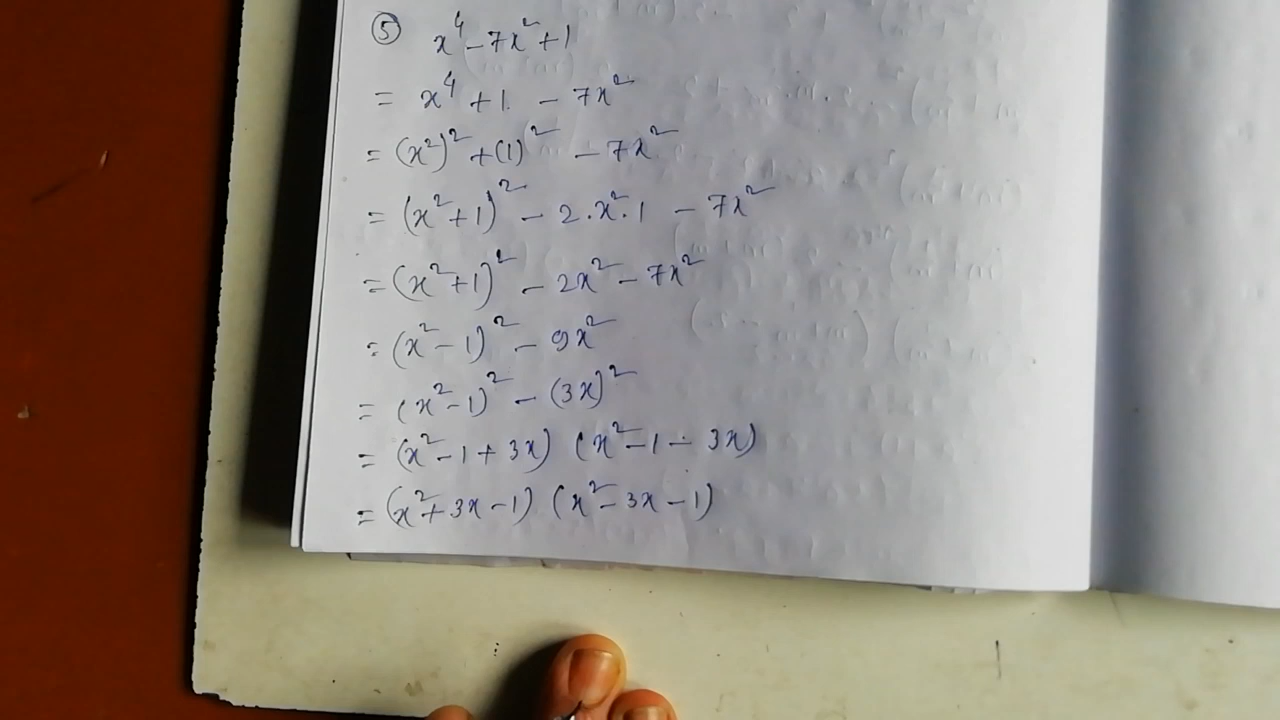 ⑤ x⁴ - 7x² + 1
= x⁴ + 1 - 7x²
= (x²)² + (1)² - 7x²
= (x² + 1)² - 2.x².1 - 7x²
= (x² + 1)² - 2x² - 7x²
= (x² - 1)² - 9x²
= (x² - 1)² - (3x)²
= (x² - 1 + 3x) (x² - 1 - 3x)
= (x² + 3x - 1) (x² - 3x - 1)